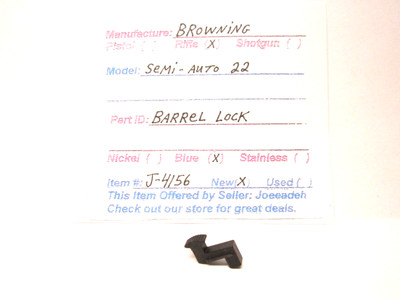 Manufacture: BROWNING
Pistol ( ) Rifle (X) Shotgun ( )
Model: SEMI-AUTO 22
Part ID: BARREL LOCK
Nickel ( ) Blue (X) Stainless ( )
Item #: J-4156 New(X) Used ( )
This Item Offered by Seller: Joecadeh
Check out our store for great deals.